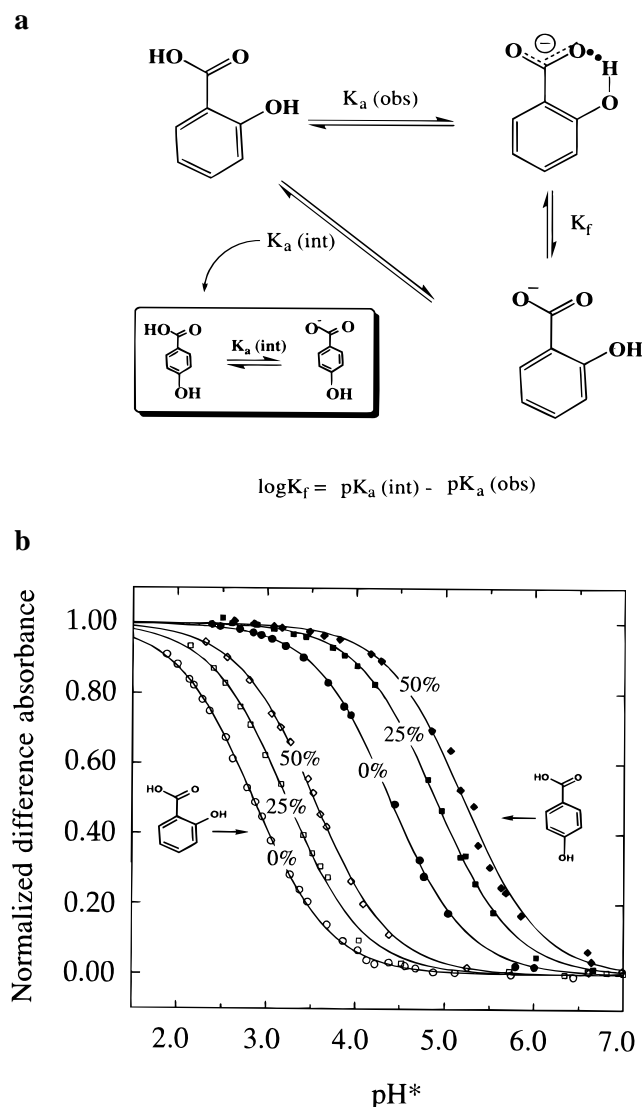 a
HO O
OH
K_a (obs)
O ⊖ O •• H
O
K_f
K_a (int)
O⁻ O
OH
HO O
K_a (int)
O⁻ O
OH
OH
logK_f = pK_a (int) - pK_a (obs)
b
Normalized difference absorbance
1.00
0.80
0.60
0.40
0.20
0.00
50%
25%
0%
50%
25%
0%
HO O
OH
HO O
OH
2.0 3.0 4.0 5.0 6.0 7.0
pH*